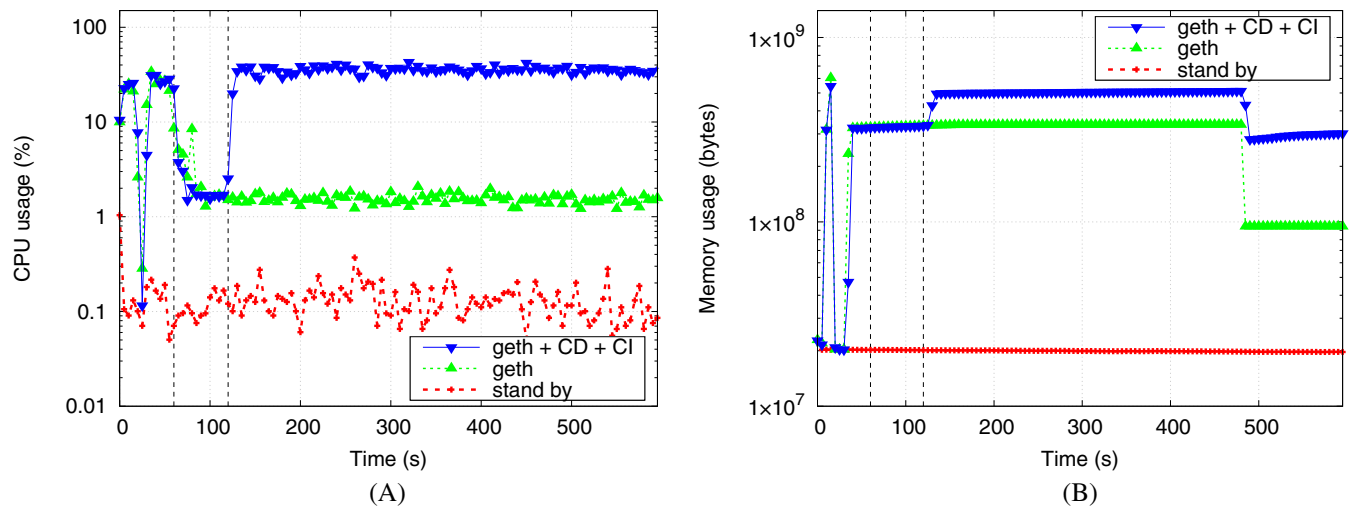 CPU usage (%)
100
10
1
0.1
0.01
0 100 200 300 400 500
Time (s)
geth + CD + CI
geth
stand by
(A)
Memory usage (bytes)
1×10⁹
1×10⁸
1×10⁷
0 100 200 300 400 500
Time (s)
geth + CD + CI
geth
stand by
(B)